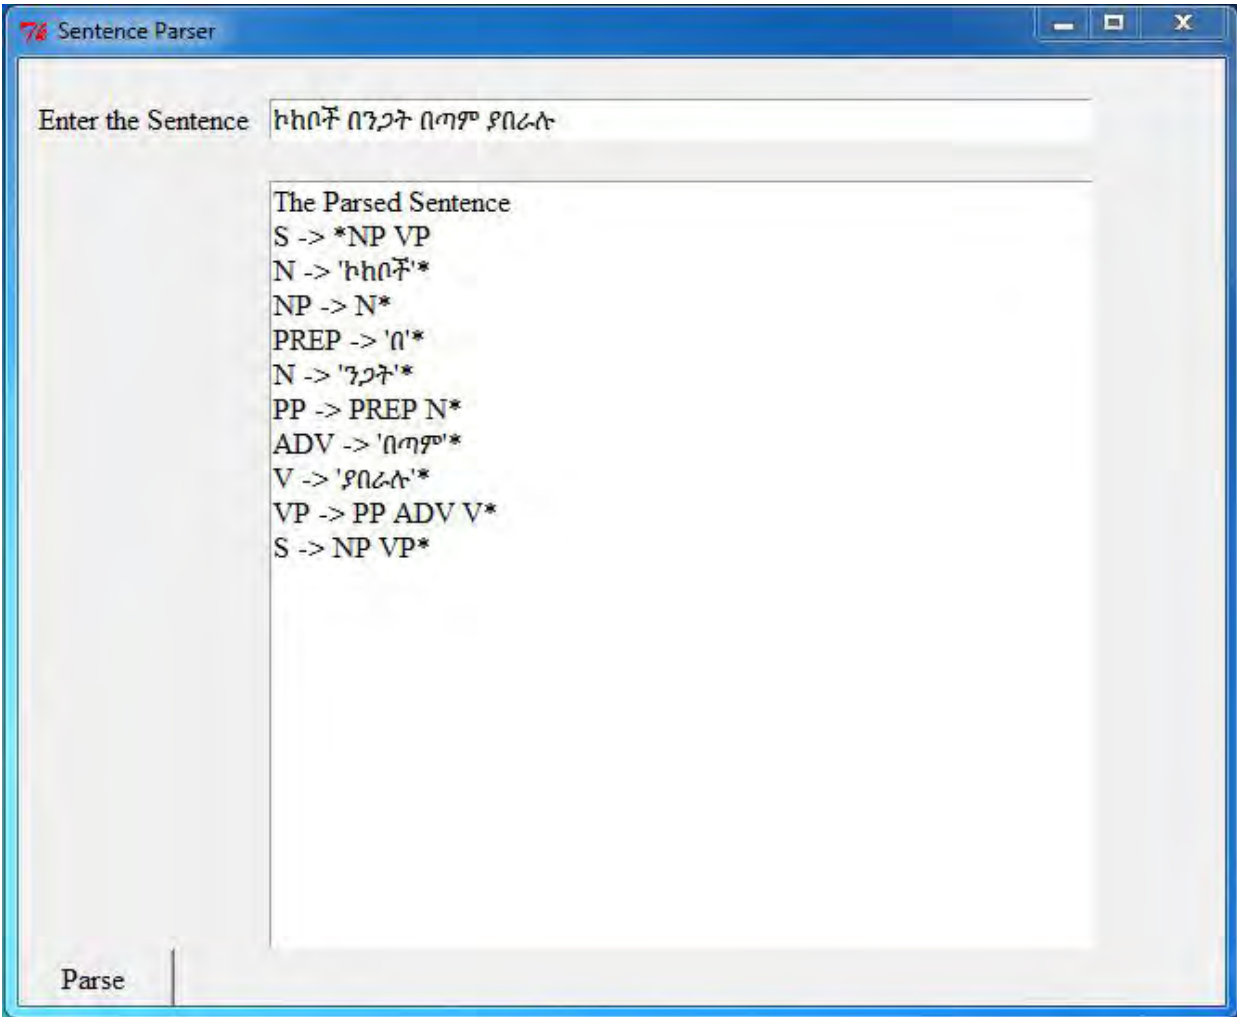 Sentence Parser
Enter the Sentence ኮከቦች በንጋት በጣም ያበራሉ
The Parsed Sentence
S -> *NP VP
N -> 'ኮከቦች'*
NP -> N*
PREP -> 'በ'*
N -> 'ንጋት'*
PP -> PREP N*
ADV -> 'በጣም'*
V -> 'ያበራሉ'*
VP -> PP ADV V*
S -> NP VP*
Parse